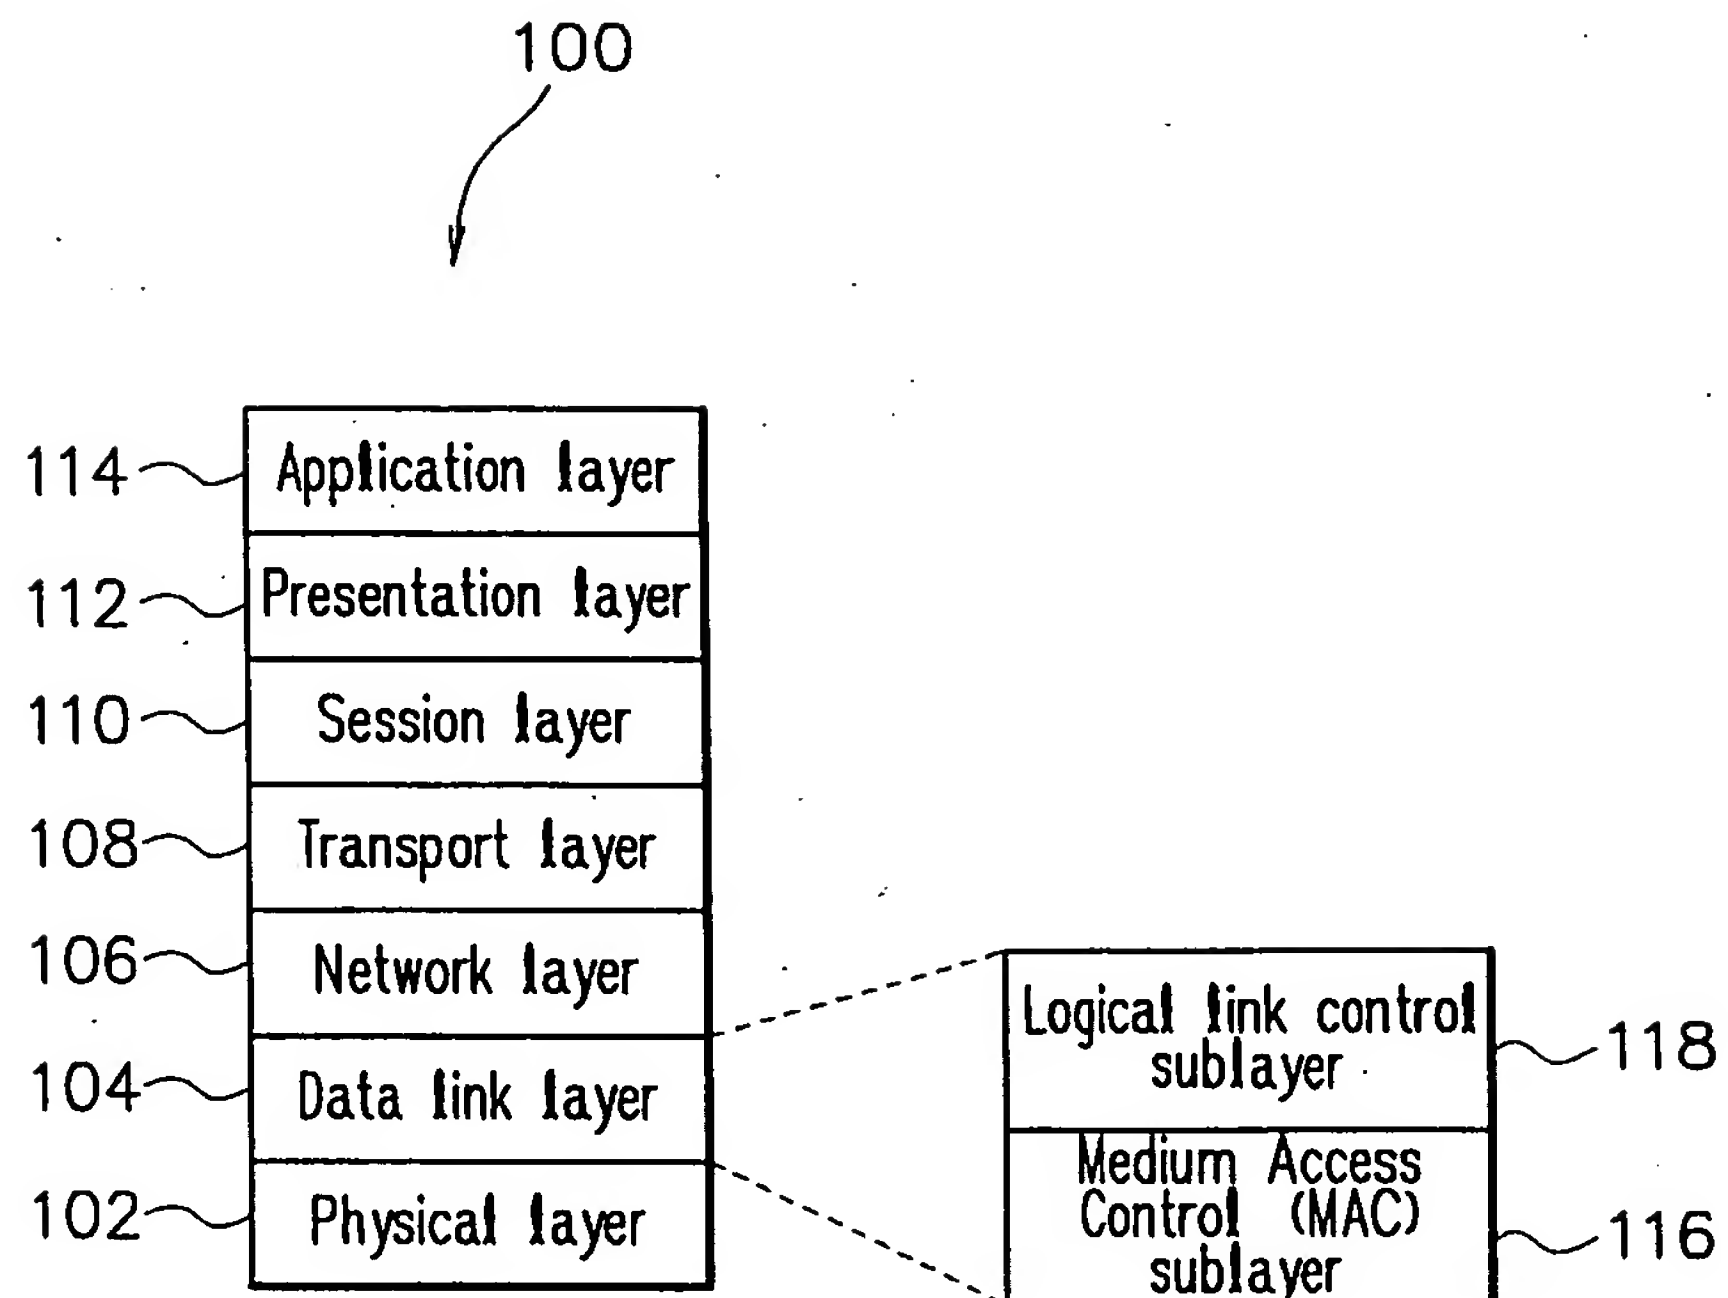 100
114 Application layer
112 Presentation layer
110 Session layer
108 Transport layer
106 Network layer
104 Data link layer
102 Physical layer
Logical link control
sublayer
118
Medium Access
Control (MAC)
sublayer
116